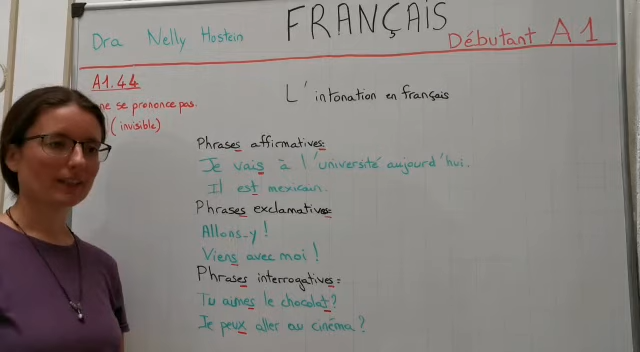 FRANÇAIS
Dra Nelly Hostein
Débutant A1
A1.44
ne se prononce pas.
(invisible)
L'intonation en français
Phrases affirmatives:
Je vais à l'université aujourd'hui.
Il est mexicain.
Phrases exclamatives:
Allons-y !
Viens avec moi !
Phrases interrogatives:
Tu aimes le chocolat ?
Je peux aller au cinéma ?